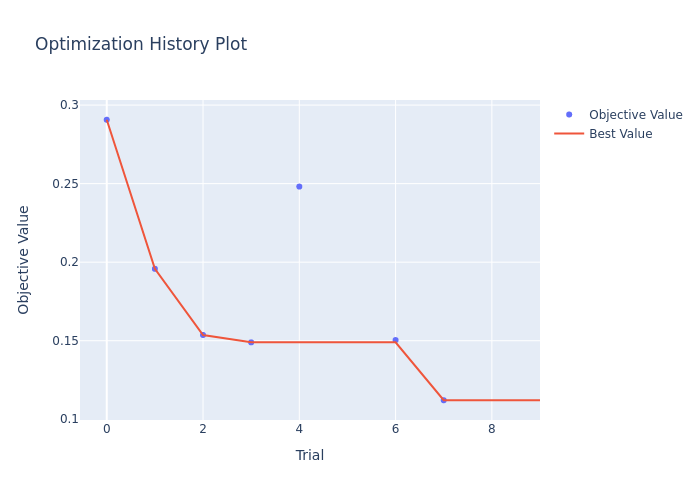 Optimization History Plot
Objective Value
Best Value
0.3
0.25
0.2
0.15
0.1
Objective Value
0
2
4
6
8
Trial